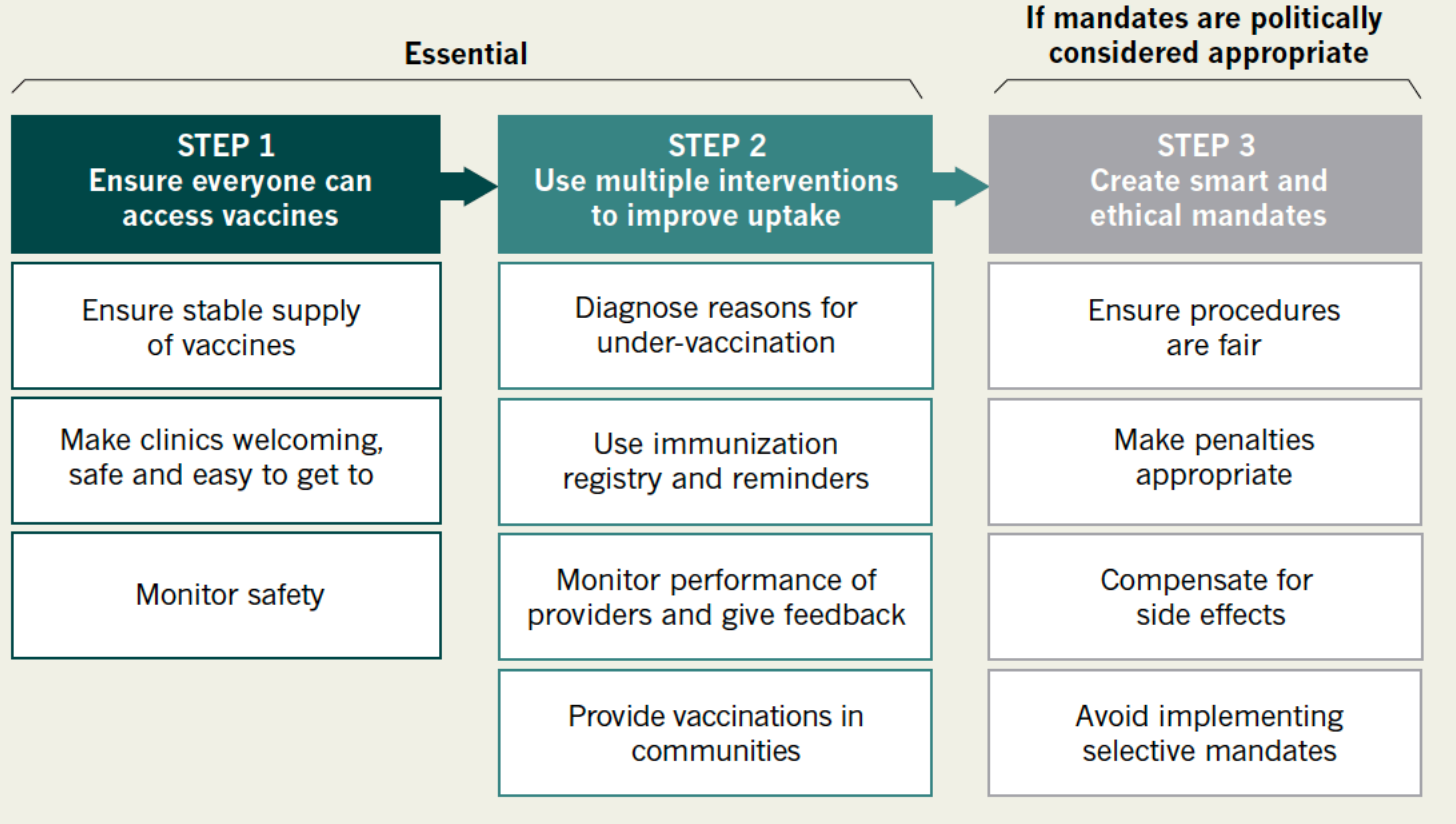 Essential
If mandates are politically
considered appropriate
STEP 1
Ensure everyone can
access vaccines
Ensure stable supply
of vaccines
Make clinics welcoming,
safe and easy to get to
Monitor safety
STEP 2
Use multiple interventions
to improve uptake
Diagnose reasons for
under-vaccination
Use immunization
registry and reminders
Monitor performance of
providers and give feedback
Provide vaccinations in
communities
STEP 3
Create smart and
ethical mandates
Ensure procedures
are fair
Make penalties
appropriate
Compensate for
side effects
Avoid implementing
selective mandates